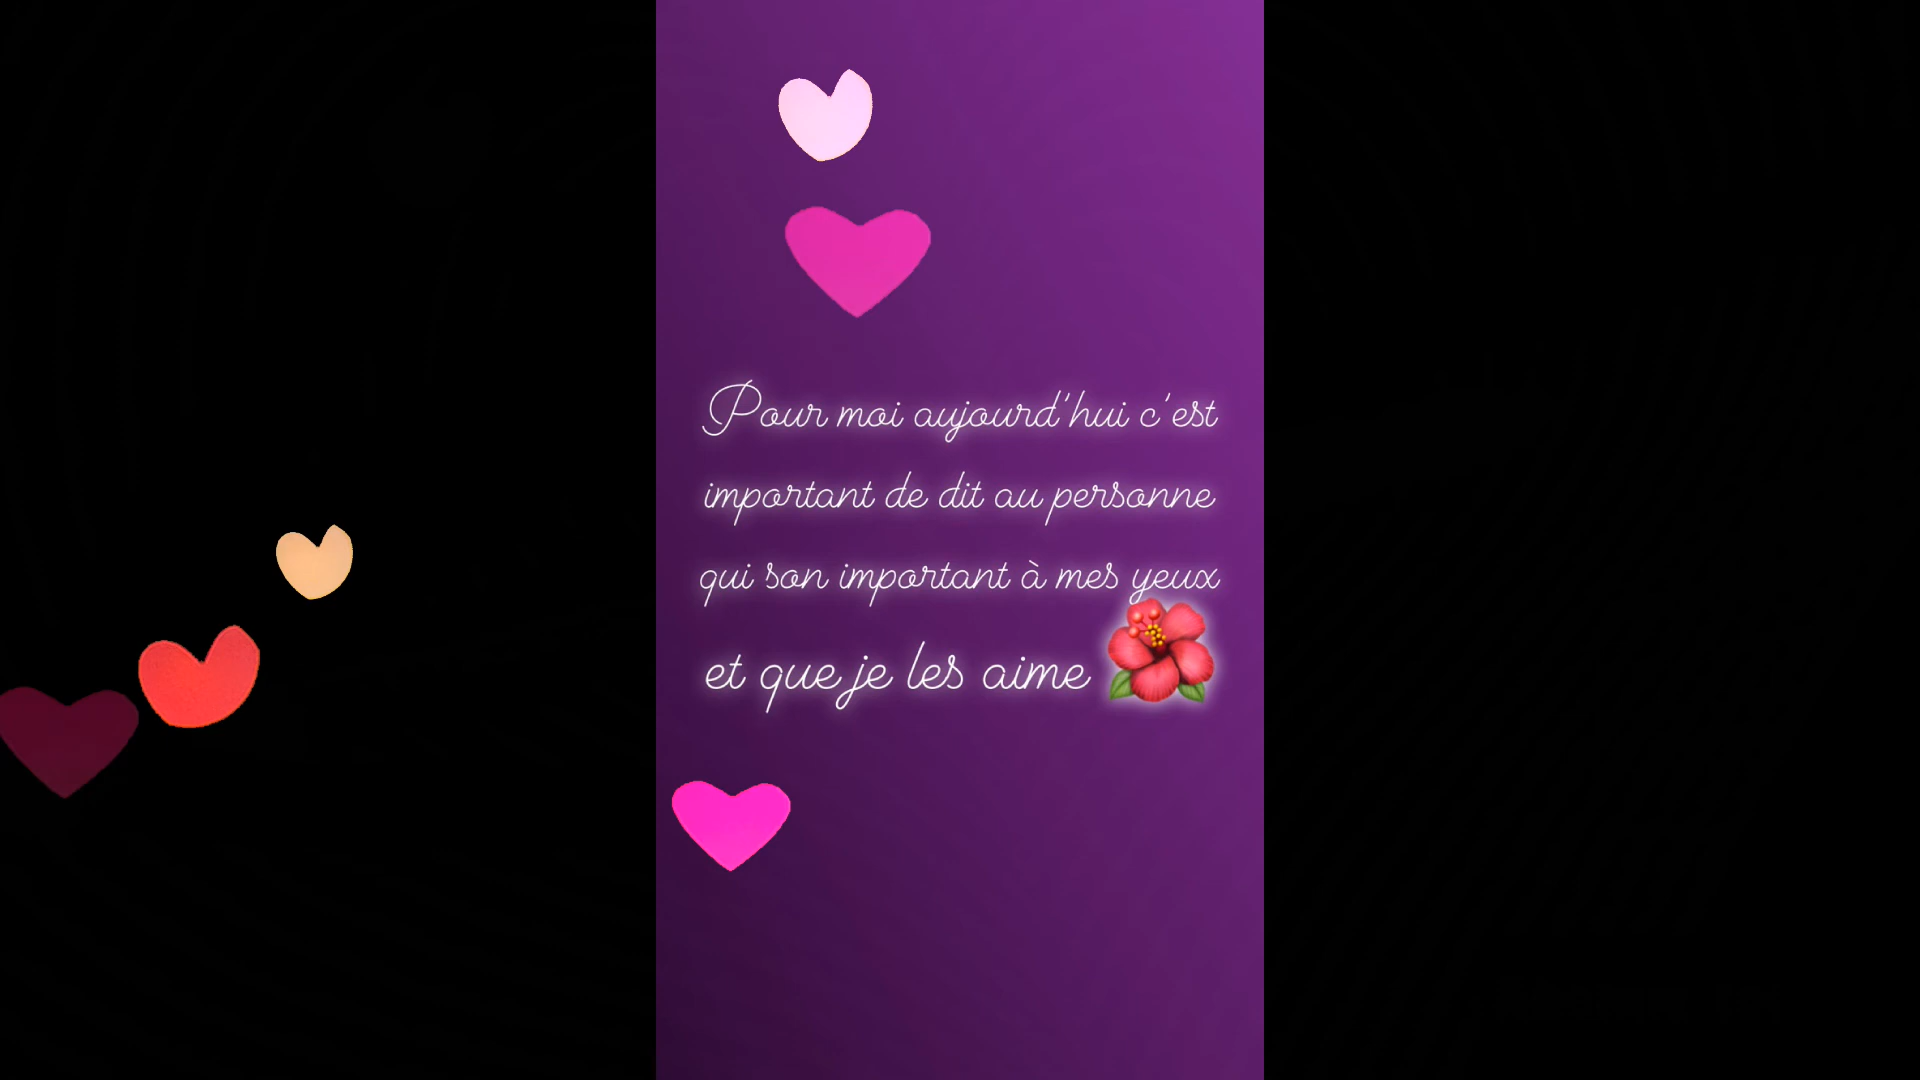 Pour moi aujourd'hui c'est
important de dit au personne
qui son important à mes yeux
et que je les aime 🌺